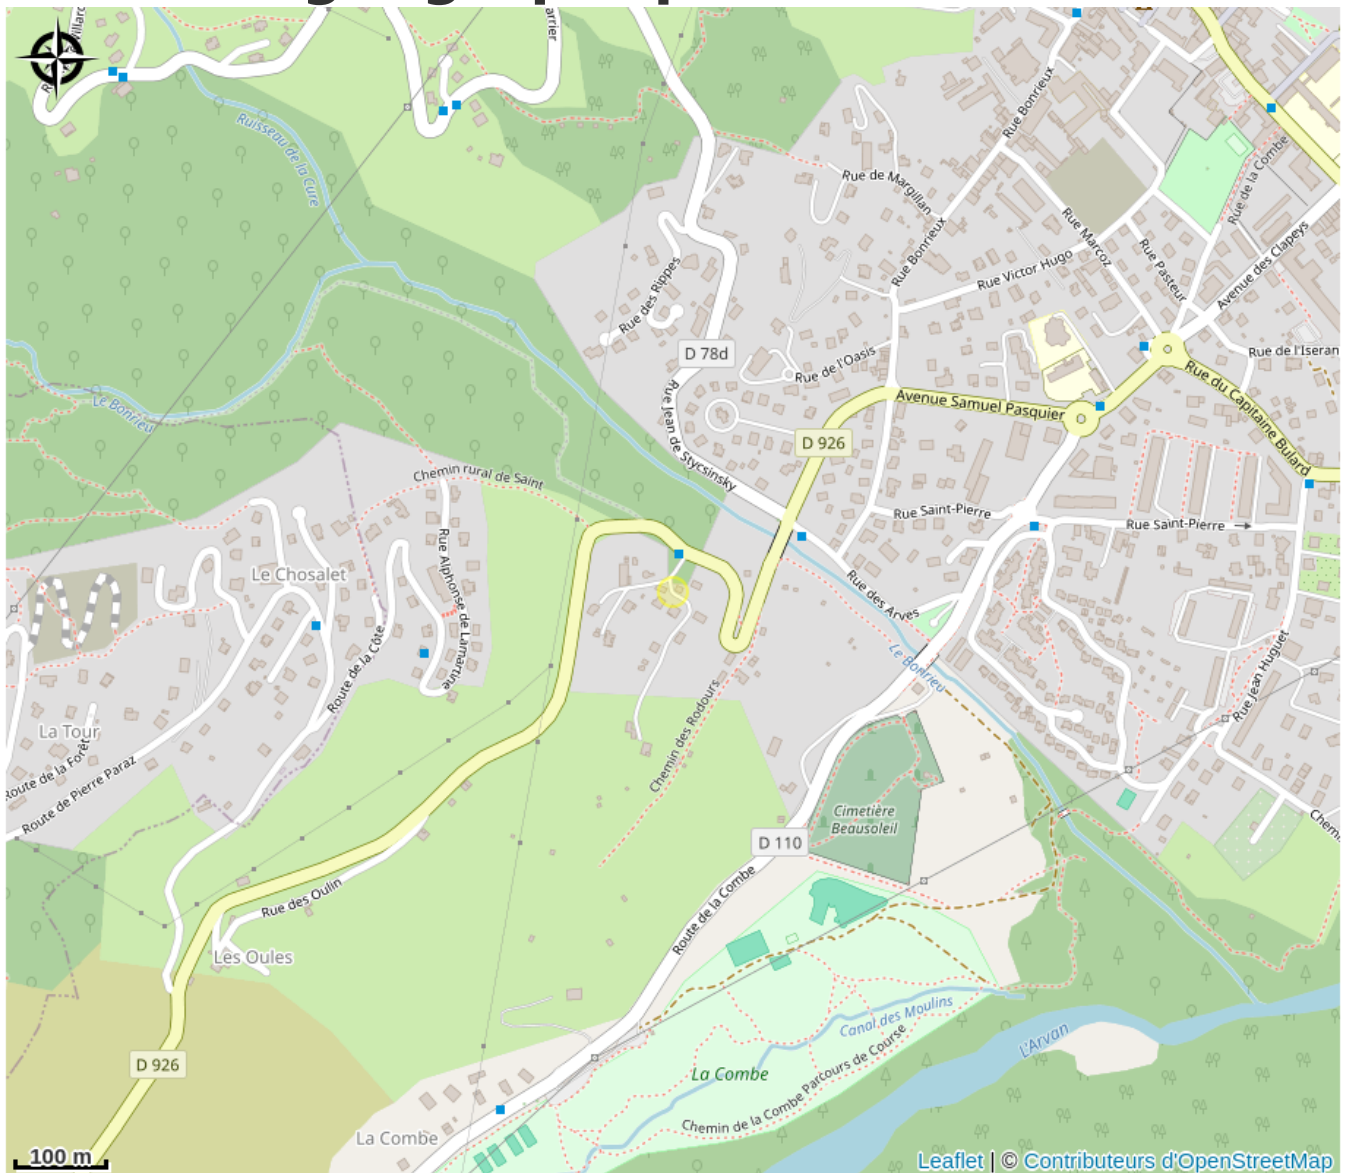 Rue Bonrieux
Ruisseau de la Cure
Rue de la Combe
Rue de Margillan
Rue Marcoz
Rue Bonrieux
Rue Pasteur
Avenue des Clapeys
Rue Victor Hugo
Rue des Rippes
D 78d
Rue de l'Oasis
Rue de l'Iseran
Rue du Capitaine Bulard
Le Bonrieu
Rue Jean de Stycsinsky
Avenue Samuel Pasquier
D 926
Chemin rural de Saint
Rue Saint-Pierre
Rue Saint-Pierre
Le Chosalet
Rue Alphonse de Lamartine
Rue des Arves
Route de la Côte
Le Bonrieu
Rue Jean Huguet
La Tour
Route de la Forêt
Chemin des Rodours
Route de Pierre Paraz
Cimetière
Beausoleil
D 110
Chem
Rue des Oulin
Route de la Combe
Les Oules
Canal des Moulins
L'Arvan
D 926
La Combe
Chemin de la Combe Parcours de Course
La Combe
100 m
Leaflet | © Contributeurs d'OpenStreetMap